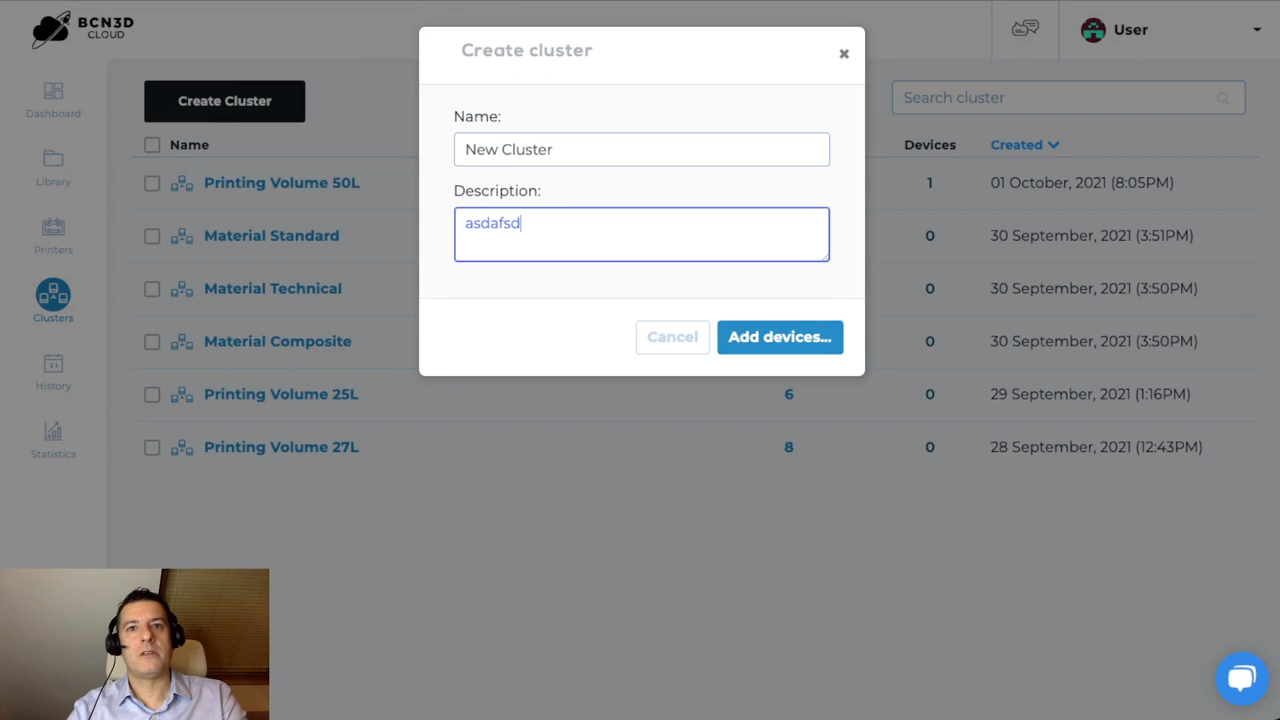 BCN3D
CLOUD
User
Dashboard
Library
Printers
Clusters
31
History
Statistics
Create Cluster
Search cluster
Name
Devices
Created
Printing Volume 50L
1
01 October, 2021 (8:05PM)
Material Standard
0
30 September, 2021 (3:51PM)
Material Technical
0
30 September, 2021 (3:50PM)
Material Composite
0
30 September, 2021 (3:50PM)
Printing Volume 25L
6
0
29 September, 2021 (1:16PM)
Printing Volume 27L
8
0
28 September, 2021 (12:43PM)
Create cluster
Name:
New Cluster
Description:
asdafsd
Cancel
Add devices...